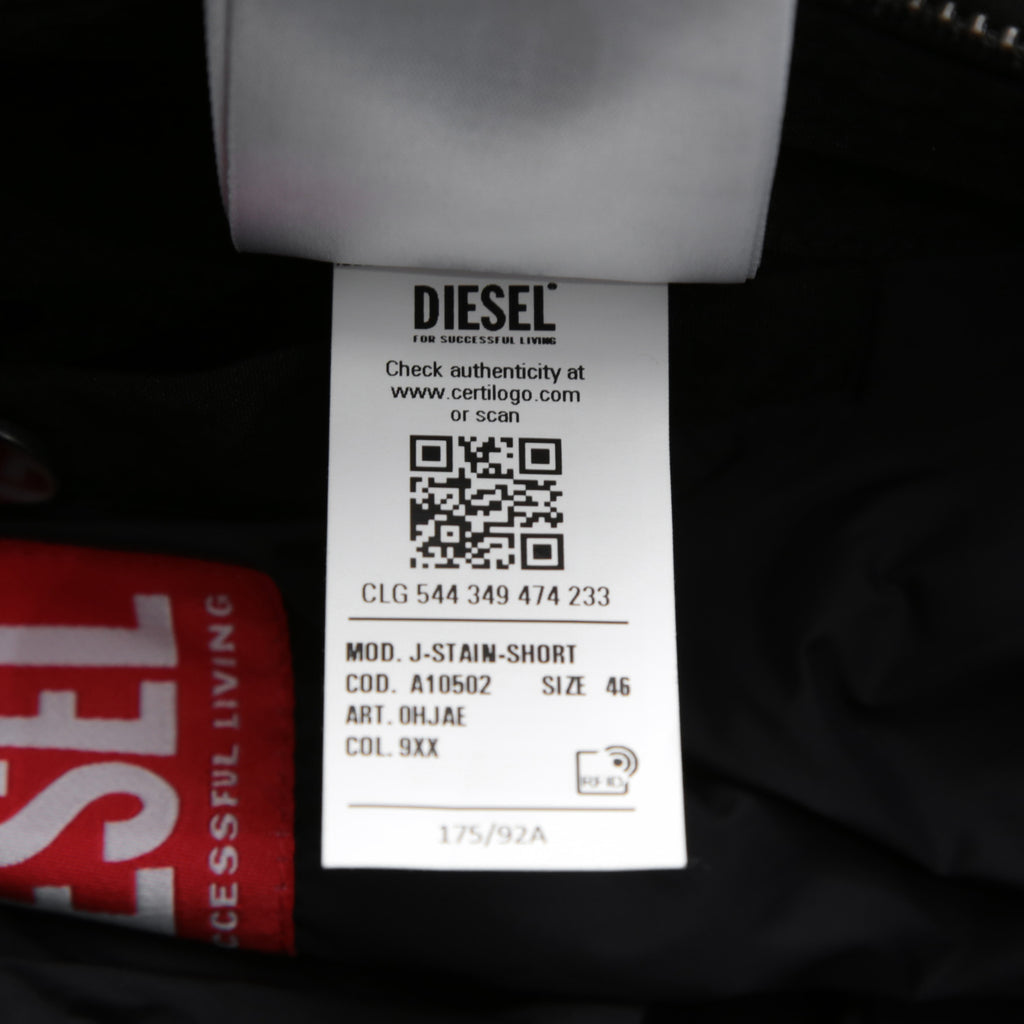 DIESEL
FOR SUCCESSFUL LIVING
Check authenticity at
www.certilogo.com
or scan
CLG 544 349 474 233
MOD. J-STAIN-SHORT
COD. A10502 SIZE 46
ART. 0HJAE
COL. 9XX
RFID
175/92A
ESEL
CCESSFUL LIVING